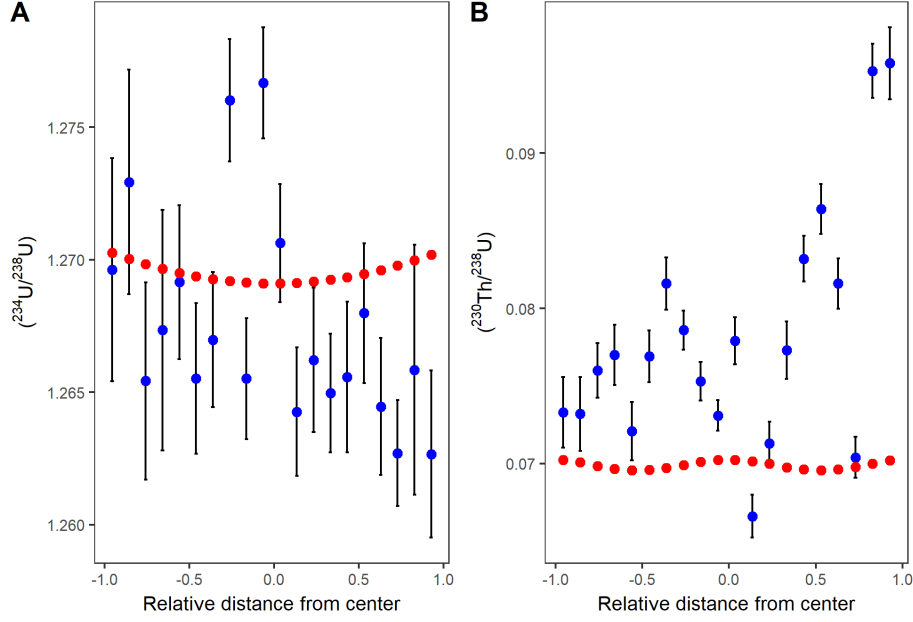 A
B
1.275
1.270
1.265
1.260
(²³⁴U/²³⁸U)
-1.0
-0.5
0.0
0.5
1.0
Relative distance from center
0.09
0.08
0.07
(²³⁰Th/²³⁸U)
-1.0
-0.5
0.0
0.5
1.0
Relative distance from center